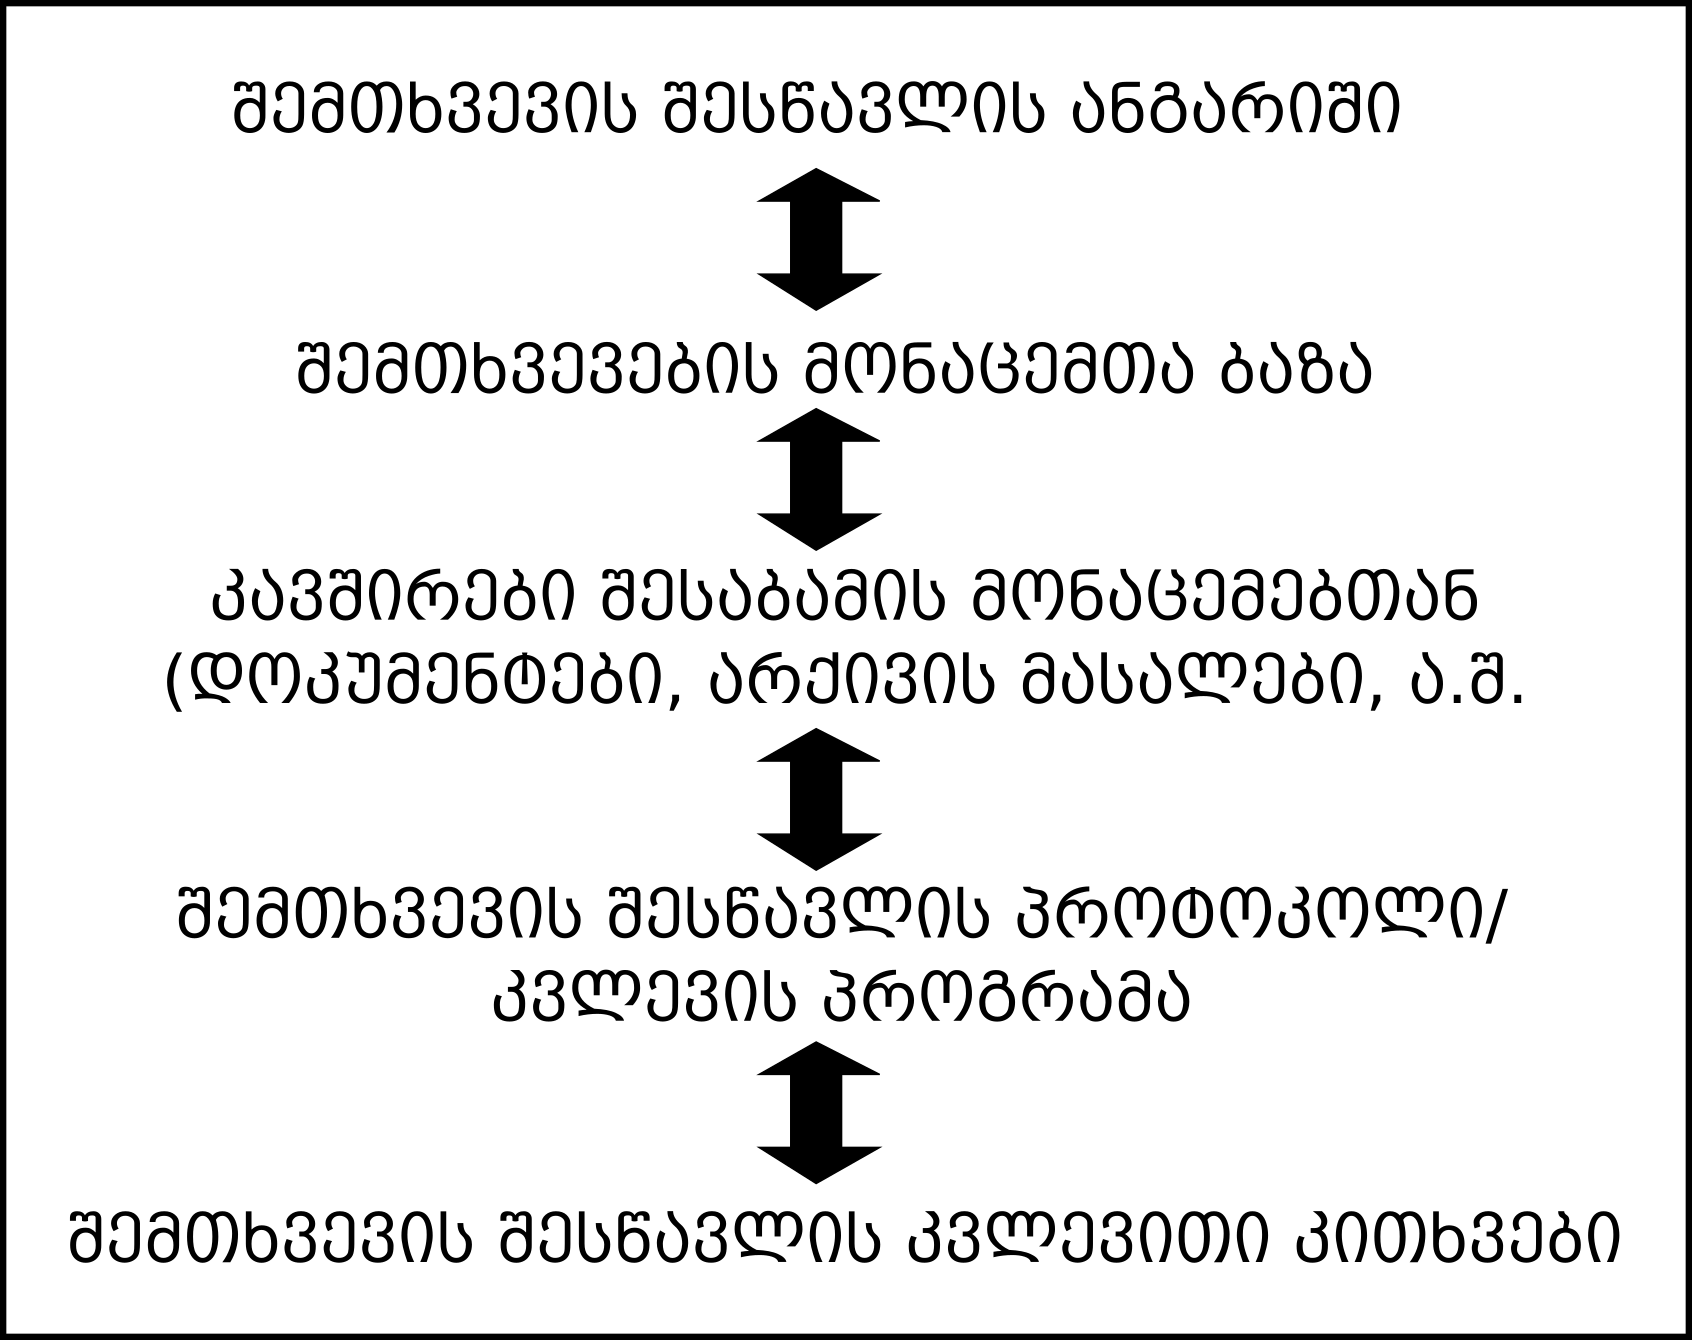 შემთხვევის შესწავლის ანგარიში
შემთხვევების მონაცემთა ბაზა
კავშირები შესაბამის მონაცემებთან
(დოკუმენტები, არქივის მასალები, ა.შ.
შემთხვევის შესწავლის პროტოკოლი/
კვლევის პროგრამა
შემთხვევის შესწავლის კვლევითი კითხვები